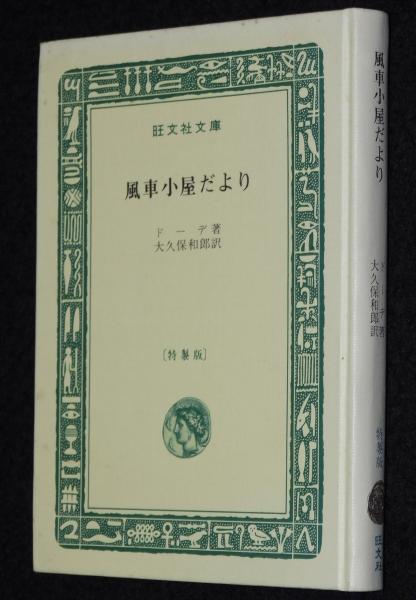 旺文社文庫
風車小屋だより
ドーデ著
大久保和郎訳
［特製版］
風車小屋だより
ドーデ著
大久保和郎訳
特製版
旺文社